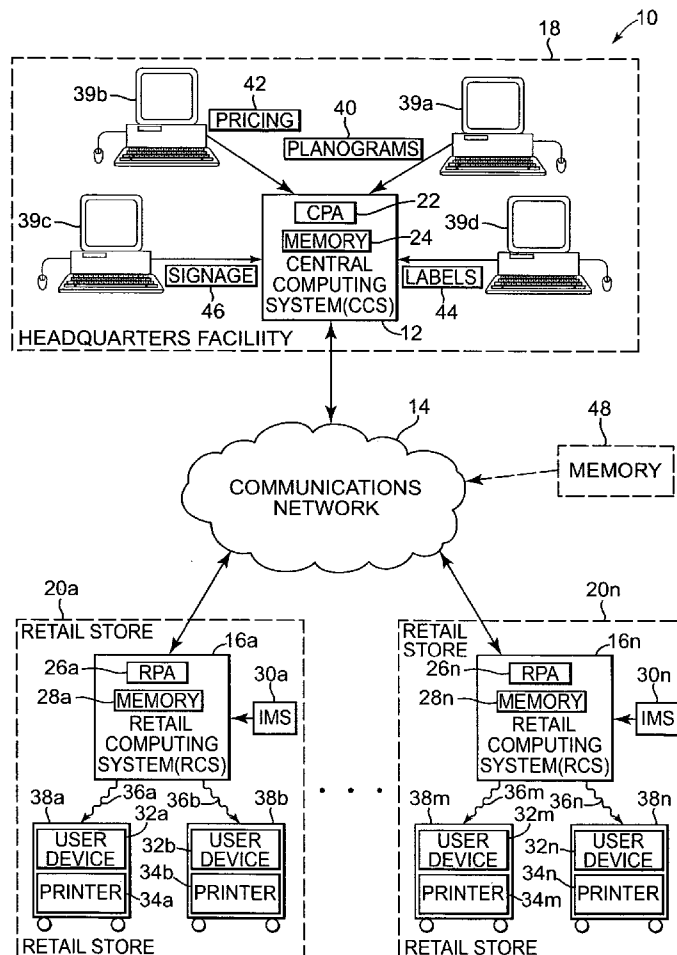 10
18
39b
42
PRICING
40
PLANOGRAMS
39a
39c
CPA
22
MEMORY
24
CENTRAL
COMPUTING
SYSTEM(CCS)
39d
SIGNAGE
46
LABELS
44
12
HEADQUARTERS FACILIITY
14
COMMUNICATIONS
NETWORK
48
MEMORY
20a
RETAIL STORE
16a
26a
RPA
28a
MEMORY
30a
IMS
RETAIL
COMPUTING
SYSTEM(RCS)
38a
36a
32a
36b
38b
USER
DEVICE
32b
USER
DEVICE
PRINTER
34b
PRINTER
34a
RETAIL STORE
. . .
20n
RETAIL
STORE
16n
26n
RPA
28n
MEMORY
30n
IMS
RETAIL
COMPUTING
SYSTEM(RCS)
38m
36m
32m
36n
38n
USER
DEVICE
32n
USER
DEVICE
34n
PRINTER
PRINTER
34m
RETAIL STORE